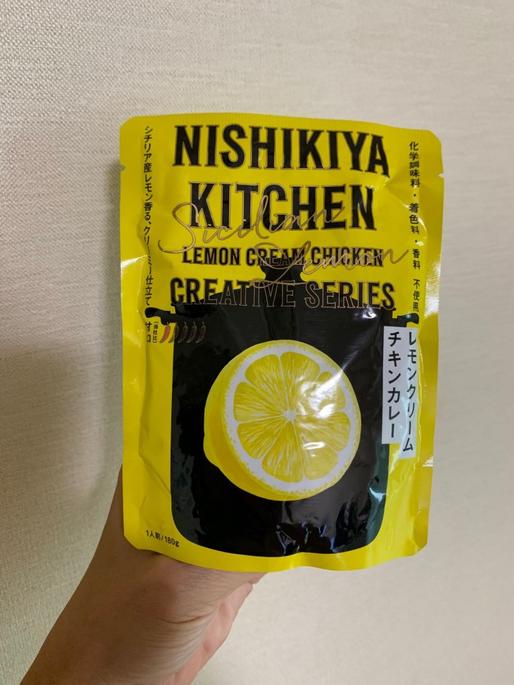 NISHIKIYA
KITCHEN
Sicilian Lemon
LEMON CREAM CHICKEN
CREATIVE SERIES
化学調味料・着色料・香料 不使用
シチリア産レモン香る、クリーミー仕立て
甘口
レモンクリーム
チキンカレー
1人前/180g